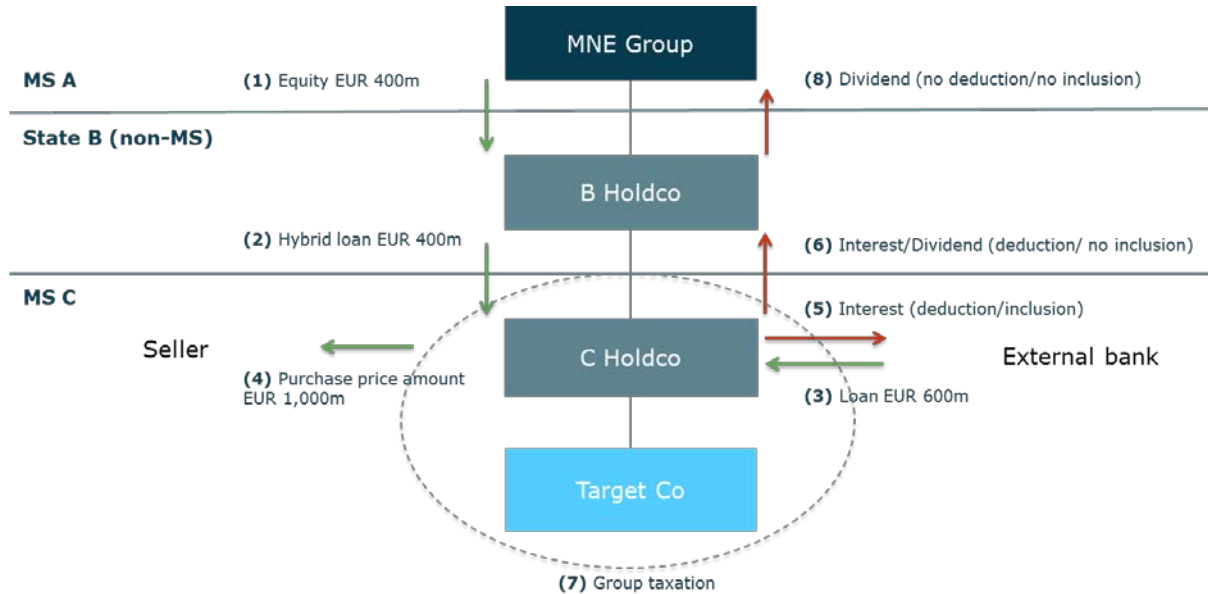 MNE Group
MS A
(1) Equity EUR 400m
(8) Dividend (no deduction/no inclusion)
State B (non-MS)
B Holdco
(2) Hybrid loan EUR 400m
(6) Interest/Dividend (deduction/ no inclusion)
MS C
(5) Interest (deduction/inclusion)
Seller
C Holdco
External bank
(4) Purchase price amount
EUR 1,000m
(3) Loan EUR 600m
Target Co
(7) Group taxation